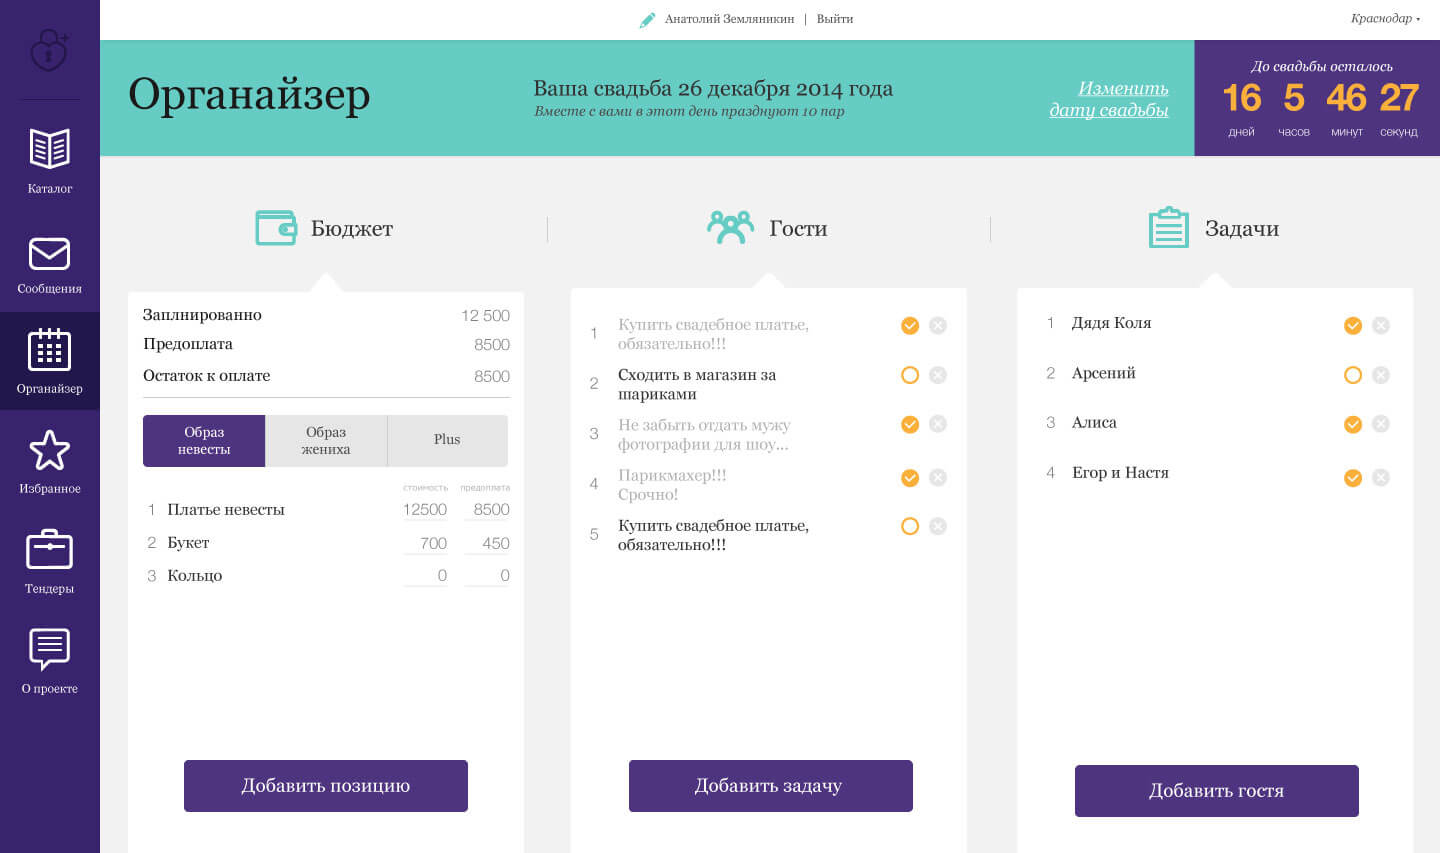 Анатолий Земляникин | Выйти
Краснодар
Органайзер
Ваша свадьба 26 декабря 2014 года
Вместе с вами в этот день празднуют 10 пар
Изменить
дату свадьбы
До свадьбы осталось
16 5 46 27
дней часов минут секунд
Каталог
Сообщения
Органайзер
Избранное
Тендеры
О проекте
Бюджет
Заплнированно 12 500
Предоплата 8500
Остаток к оплате 8500
Образ
невесты
Образ
жениха
Plus
стоимость предоплата
1 Платье невесты 12500 8500
2 Букет 700 450
3 Кольцо 0 0
Добавить позицию
Гости
1 Купить свадебное платье,
обязательно!!!
2 Сходить в магазин за
шариками
3 Не забыть отдать мужу
фотографии для шоу...
4 Парикмахер!!!
Срочно!
5 Купить свадебное платье,
обязательно!!!
Добавить задачу
Задачи
1 Дядя Коля
2 Арсений
3 Алиса
4 Егор и Настя
Добавить гостя